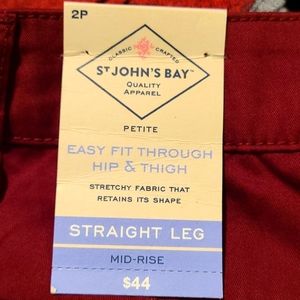 2P
CLASSIC CRAFTED
ST JOHN'S BAY™
QUALITY
APPAREL
PETITE
EASY FIT THROUGH
HIP & THIGH
STRETCHY FABRIC THAT
RETAINS ITS SHAPE
STRAIGHT LEG
MID-RISE
$44